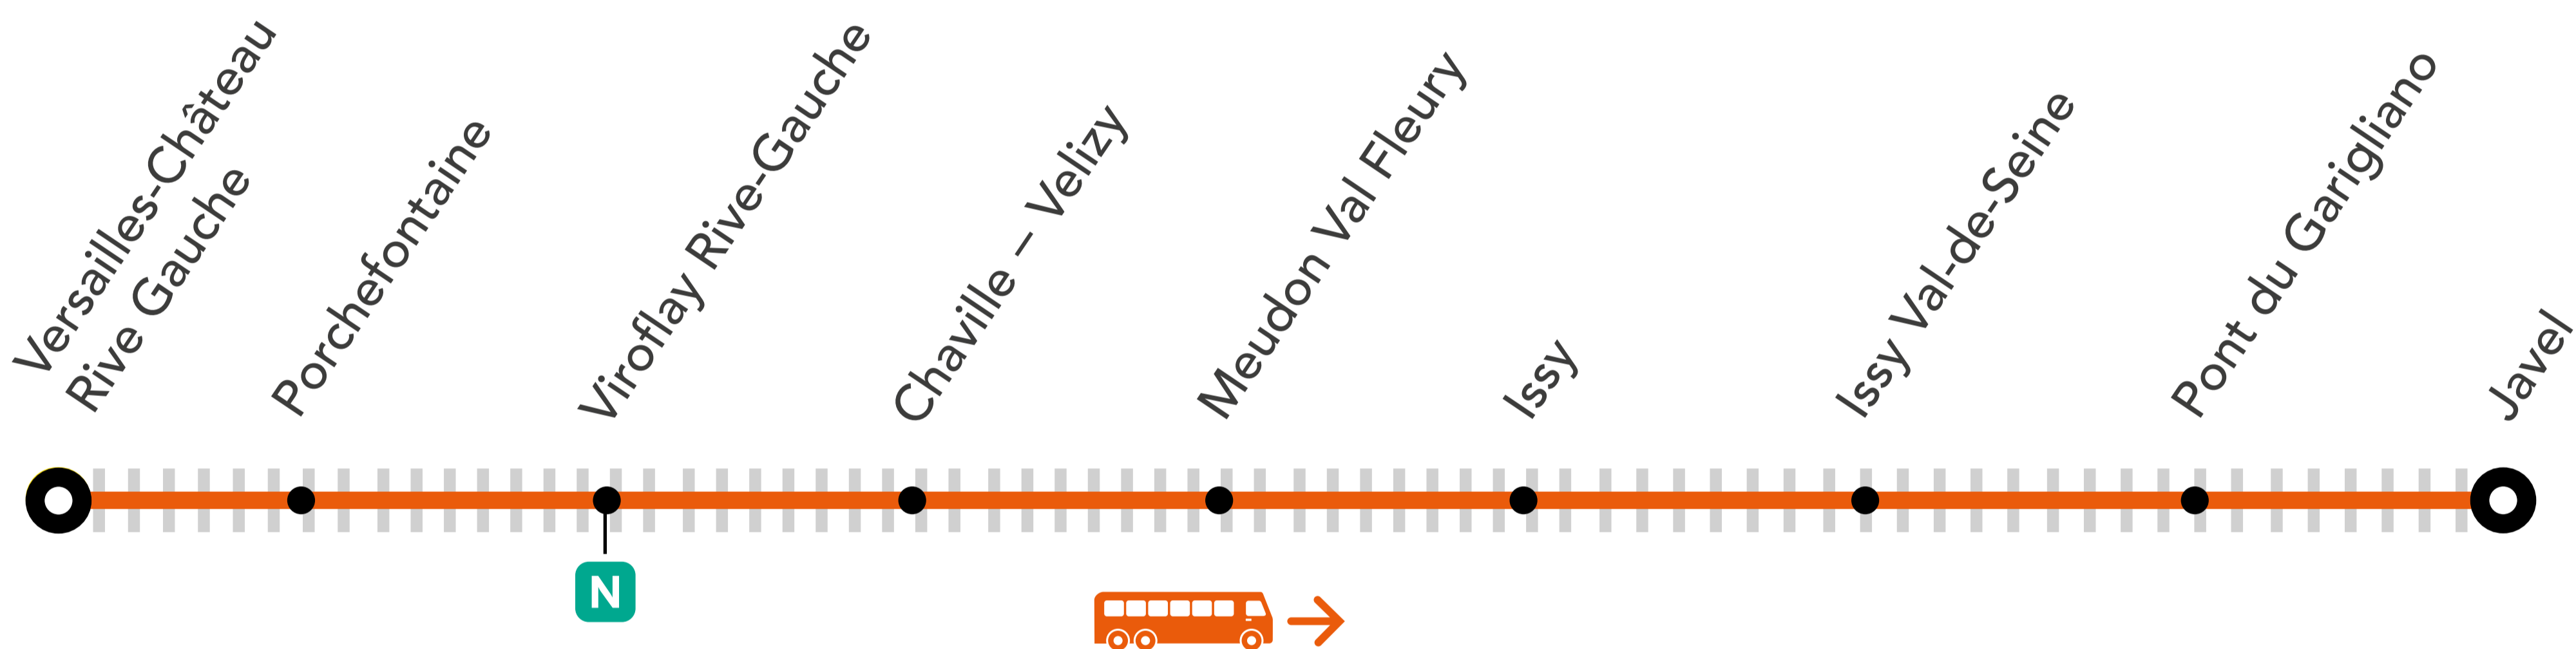 Versailles-Château
Rive Gauche
Porchefontaine
Viroflay Rive-Gauche
Chaville – Velizy
Meudon Val Fleury
Issy
Issy Val-de-Seine
Pont du Garigliano
Javel
N